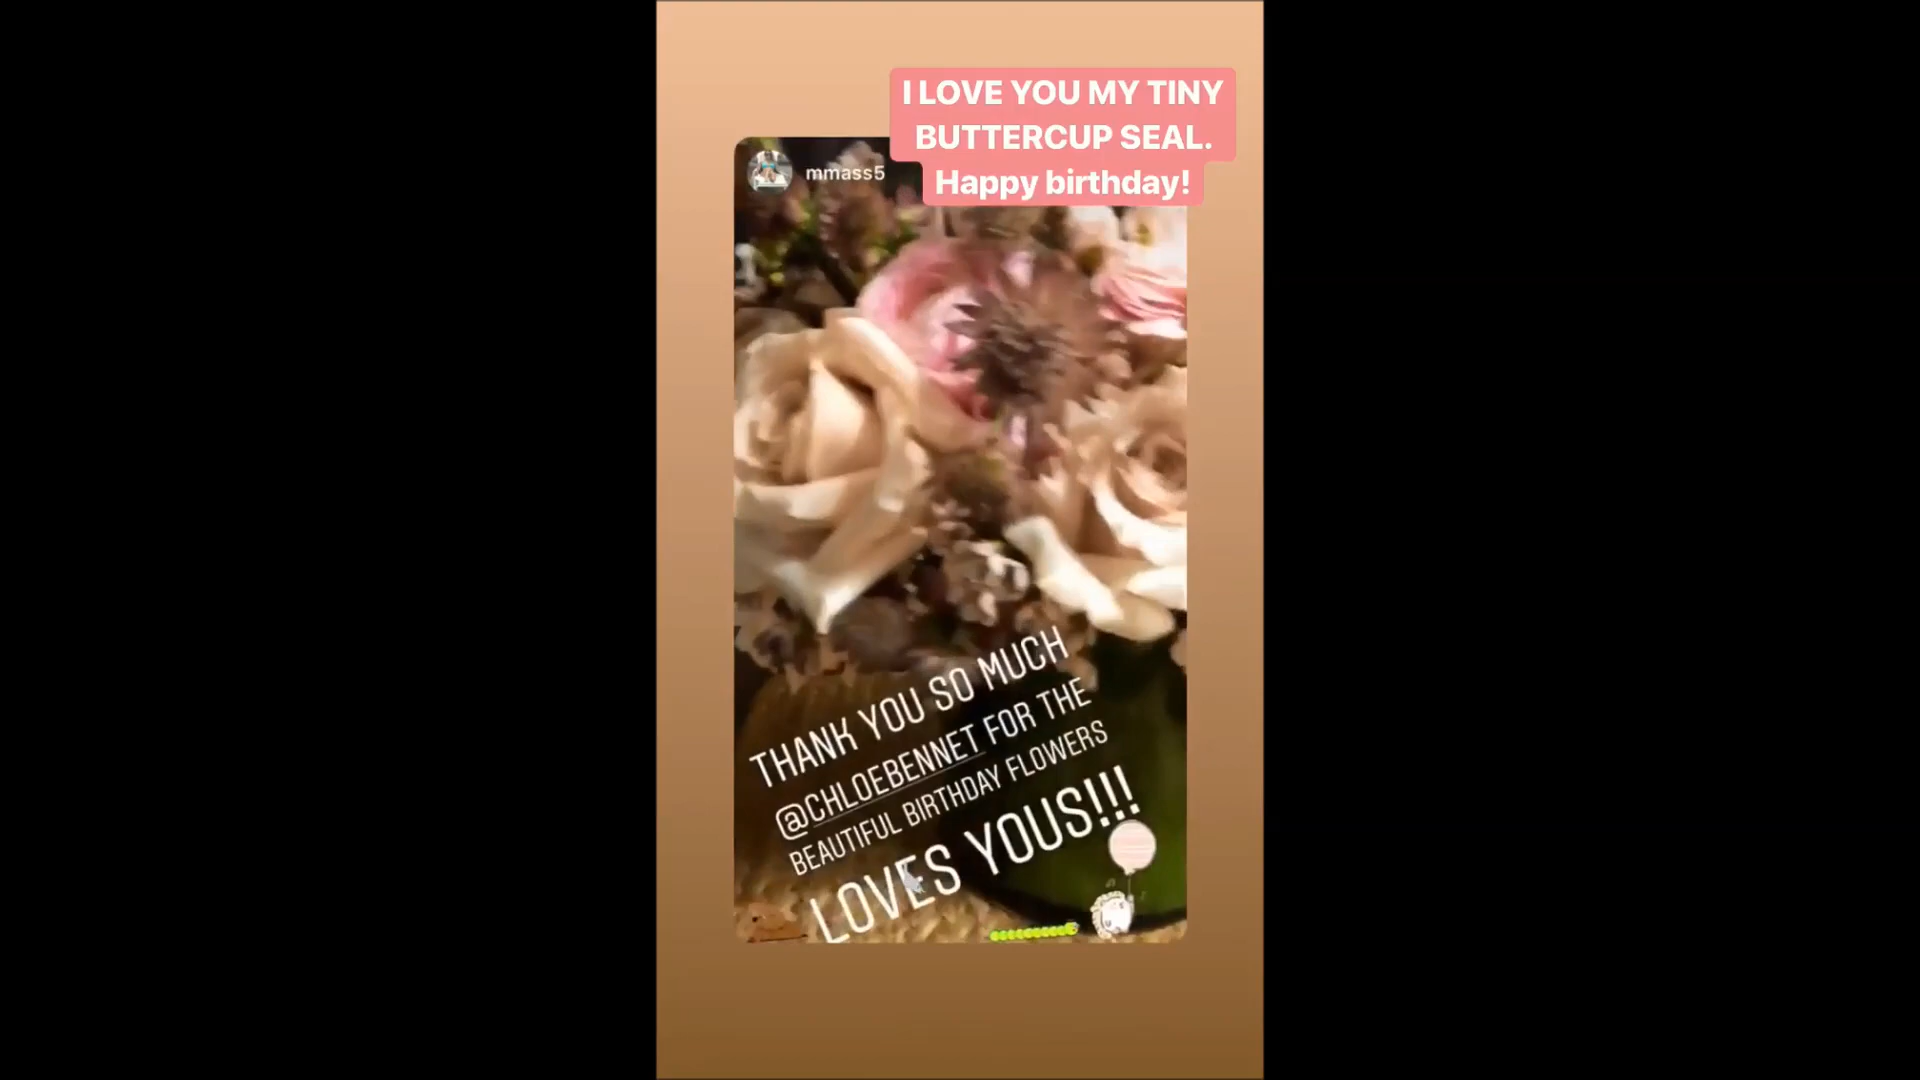 I LOVE YOU MY TINY
BUTTERCUP SEAL.
Happy birthday!
mmass5
THANK YOU SO MUCH
@CHLOEBENNET FOR THE
BEAUTIFUL BIRTHDAY FLOWERS
LOVES YOUS!!!